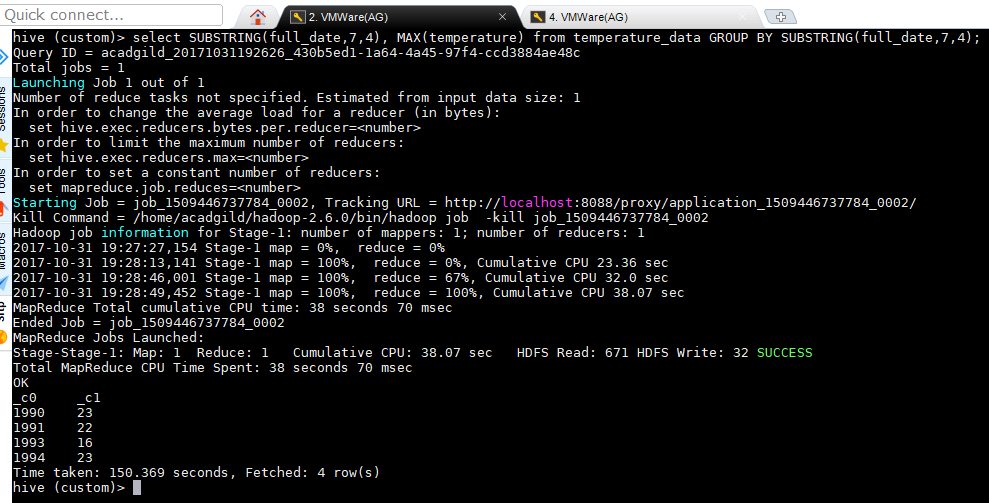 Quick connect...
2. VMWare(AG)
4. VMWare(AG)
hive (custom)> select SUBSTRING(full_date,7,4), MAX(temperature) from temperature_data GROUP BY SUBSTRING(full_date,7,4);
Query ID = acadgild_20171031192626_430b5ed1-1a64-4a45-97f4-ccd3884ae48c
Total jobs = 1
Launching Job 1 out of 1
Number of reduce tasks not specified. Estimated from input data size: 1
In order to change the average load for a reducer (in bytes):
  set hive.exec.reducers.bytes.per.reducer=<number>
In order to limit the maximum number of reducers:
  set hive.exec.reducers.max=<number>
In order to set a constant number of reducers:
  set mapreduce.job.reduces=<number>
Starting Job = job_1509446737784_0002, Tracking URL = http://localhost:8088/proxy/application_1509446737784_0002/
Kill Command = /home/acadgild/hadoop-2.6.0/bin/hadoop job  -kill job_1509446737784_0002
Hadoop job information for Stage-1: number of mappers: 1; number of reducers: 1
2017-10-31 19:27:27,154 Stage-1 map = 0%,  reduce = 0%
2017-10-31 19:28:13,141 Stage-1 map = 100%,  reduce = 0%, Cumulative CPU 23.36 sec
2017-10-31 19:28:46,001 Stage-1 map = 100%,  reduce = 67%, Cumulative CPU 32.0 sec
2017-10-31 19:28:49,452 Stage-1 map = 100%,  reduce = 100%, Cumulative CPU 38.07 sec
MapReduce Total cumulative CPU time: 38 seconds 70 msec
Ended Job = job_1509446737784_0002
MapReduce Jobs Launched:
Stage-Stage-1: Map: 1  Reduce: 1   Cumulative CPU: 38.07 sec   HDFS Read: 671 HDFS Write: 32 SUCCESS
Total MapReduce CPU Time Spent: 38 seconds 70 msec
OK
_c0     _c1
1990    23
1991    22
1993    16
1994    23
Time taken: 150.369 seconds, Fetched: 4 row(s)
hive (custom)>
Sessions
Tools
Macros